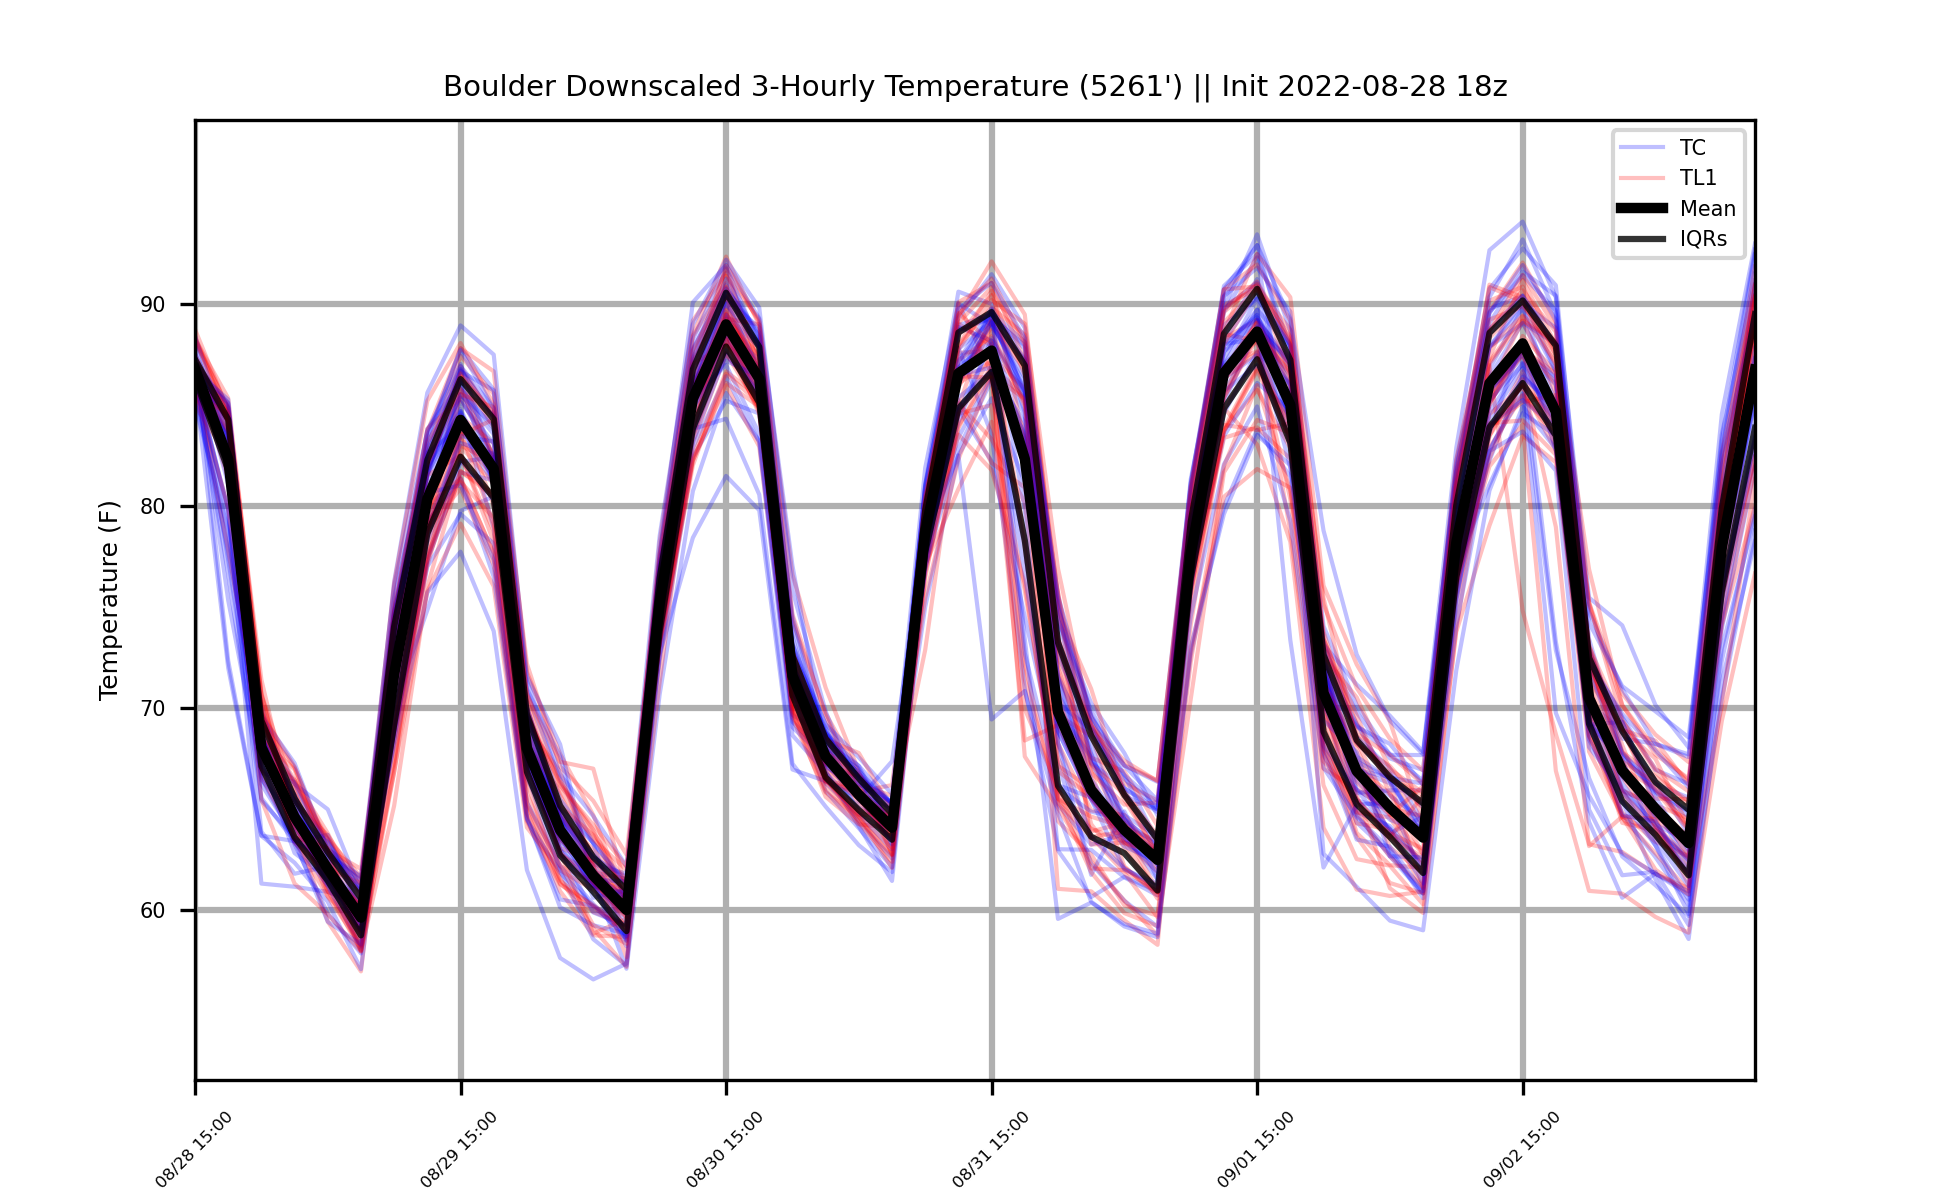 Boulder Downscaled 3-Hourly Temperature (5261') || Init 2022-08-28 18z
TC
TL1
Mean
IQRs
Temperature (F)
90
80
70
60
08/28 15:00
08/29 15:00
08/30 15:00
08/31 15:00
09/01 15:00
09/02 15:00